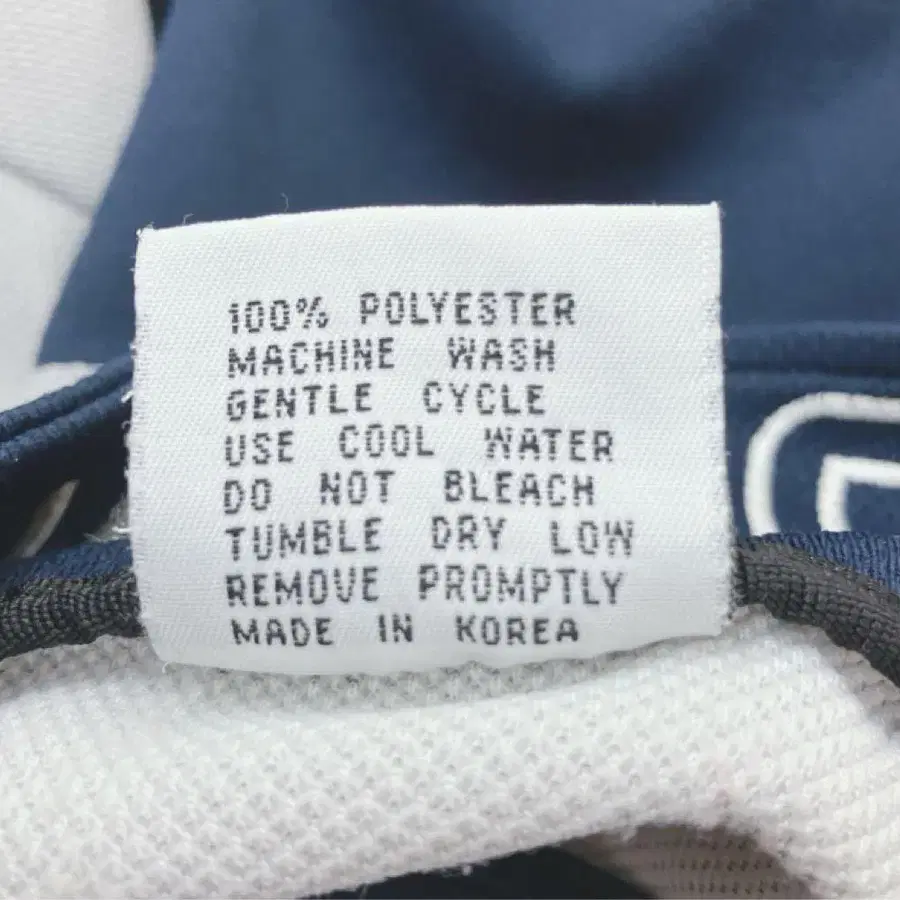 100% POLYESTER
MACHINE WASH
GENTLE CYCLE
USE COOL WATER
DO NOT BLEACH
TUMBLE DRY LOW
REMOVE PROMPTLY
MADE IN KOREA